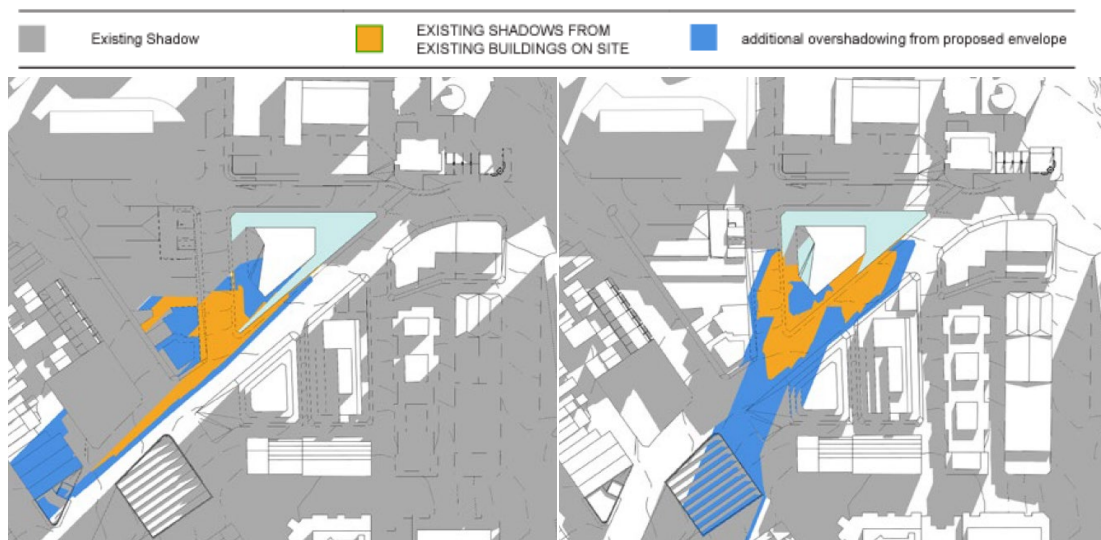 Existing Shadow
EXISTING SHADOWS FROM
EXISTING BUILDINGS ON SITE
additional overshadowing from proposed envelope